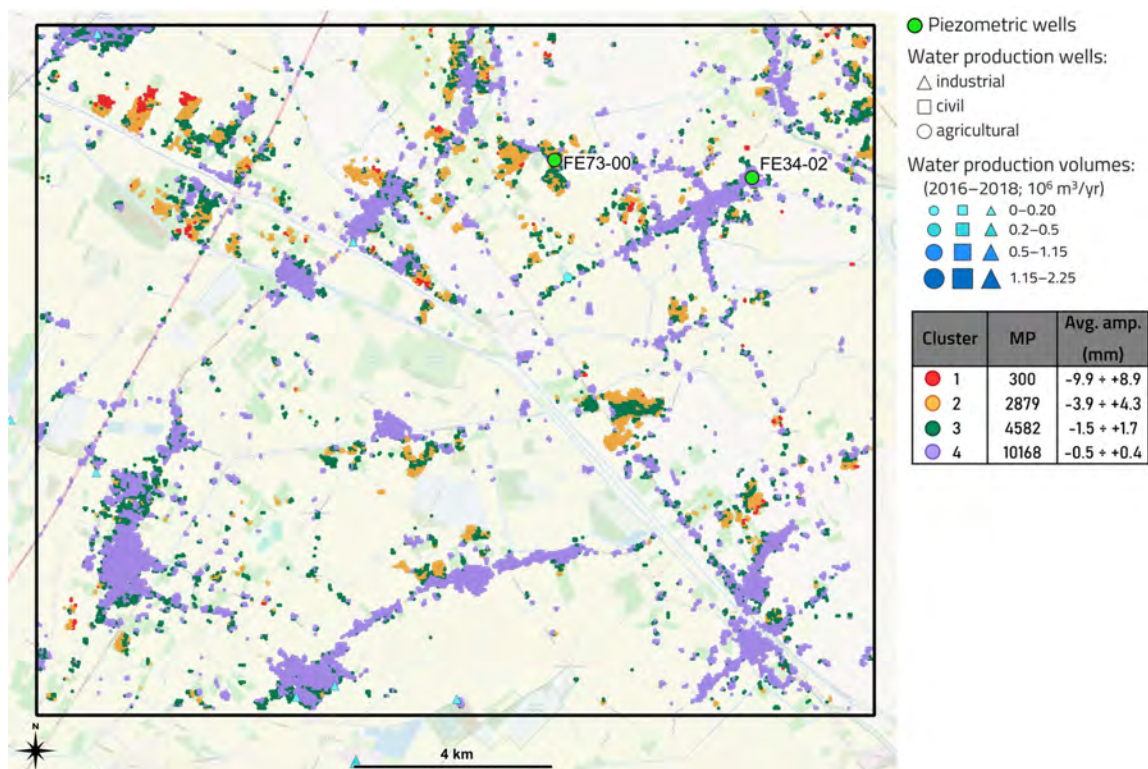 FE73-00
FE34-02
N
4 km
Piezometric wells
Water production wells:
industrial
civil
agricultural
Water production volumes:
(2016–2018; 10⁶ m³/yr)
0–0.20
0.2–0.5
0.5–1.15
1.15–2.25
Cluster MP Avg. amp. (mm)
1 300 -9.9 ÷ +8.9
2 2879 -3.9 ÷ +4.3
3 4582 -1.5 ÷ +1.7
4 10168 -0.5 ÷ +0.4